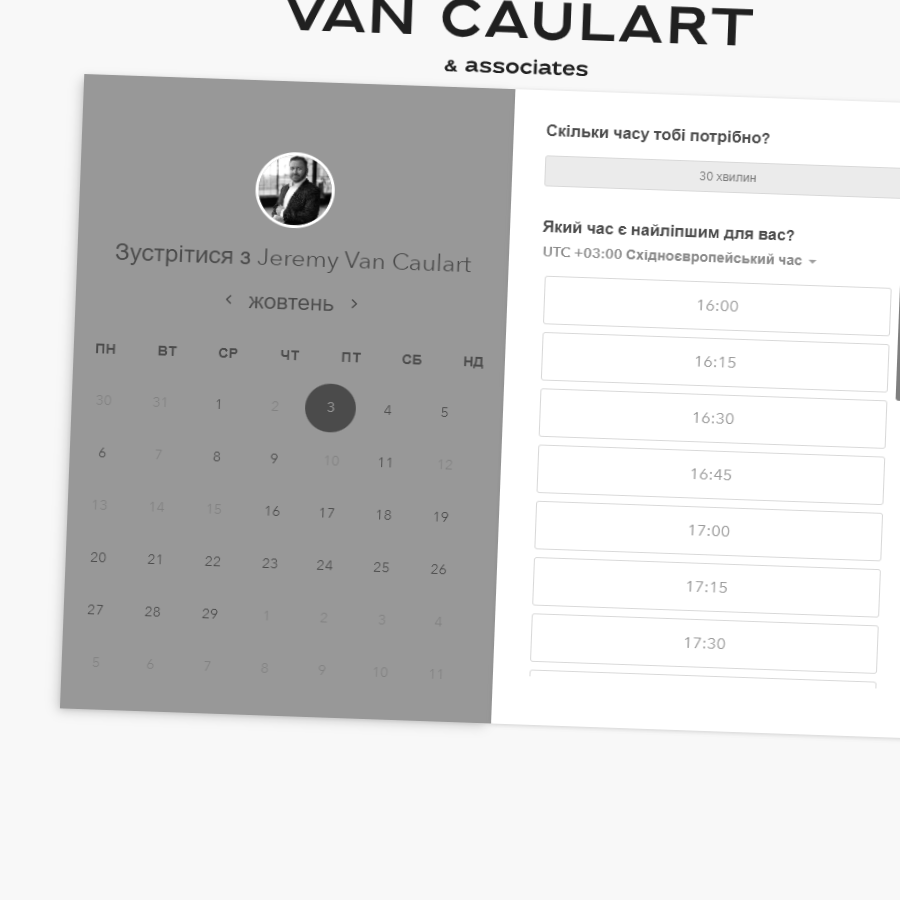 VAN CAULART
& associates
Зустрітися з Jeremy Van Caulart
жовтень
ПН ВТ СР ЧТ ПТ СБ НД
30 31 1 2 3 4 5
6 7 8 9 10 11 12
13 14 15 16 17 18 19
20 21 22 23 24 25 26
27 28 29 1 2 3 4
5 6 7 8 9 10 11
Скільки часу тобі потрібно?
30 хвилин
Який час є найліпшим для вас?
UTC +03:00 Східноєвропейський час
16:00
16:15
16:30
16:45
17:00
17:15
17:30